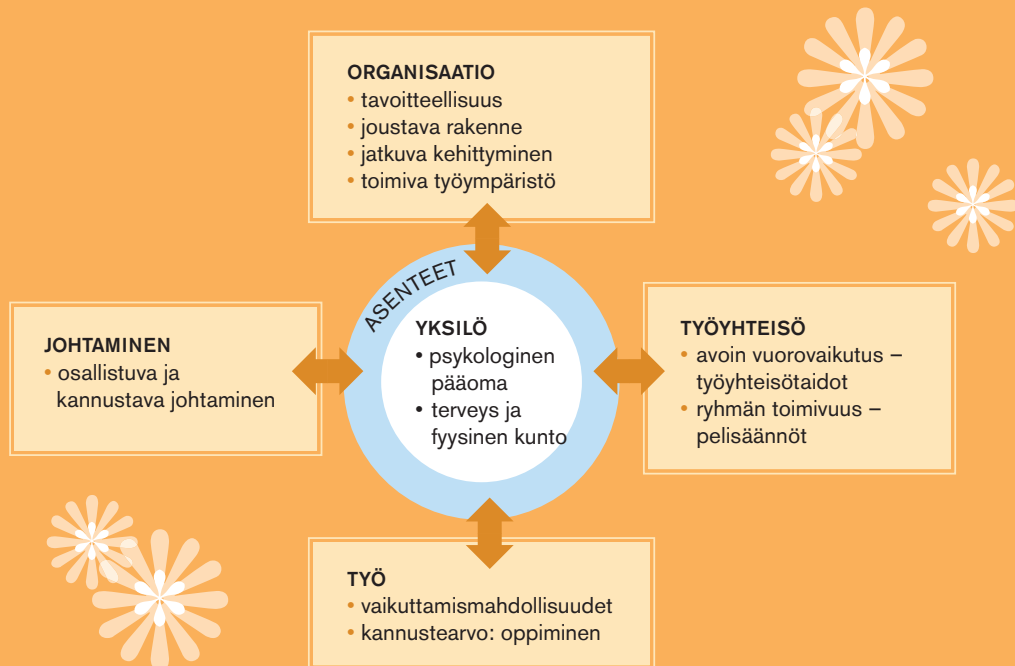 ORGANISAATIO
• tavoitteellisuus
• joustava rakenne
• jatkuva kehittyminen
• toimiva työympäristö
ASENTEET
JOHTAMINEN
• osallistuva ja
kannustava johtaminen
YKSILÖ
• psykologinen
pääoma
• terveys ja
fyysinen kunto
TYÖYHTEISÖ
• avoin vuorovaikutus –
työyhteisötaidot
• ryhmän toimivuus –
pelisäännöt
TYÖ
• vaikuttamismahdollisuudet
• kannustearvo: oppiminen